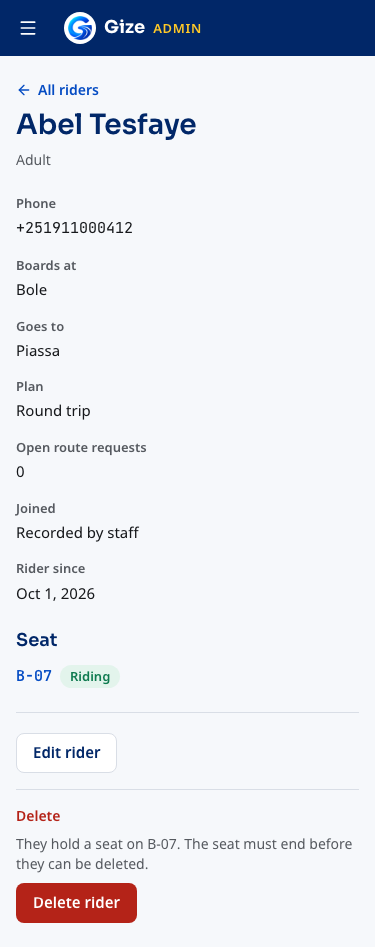 Gize ADMIN
All riders
Abel Tesfaye
Adult
Phone
+251911000412
Boards at
Bole
Goes to
Piassa
Plan
Round trip
Open route requests
0
Joined
Recorded by staff
Rider since
Oct 1, 2026
Seat
B-07 Riding
Edit rider
Delete
They hold a seat on B-07. The seat must end before
they can be deleted.
Delete rider